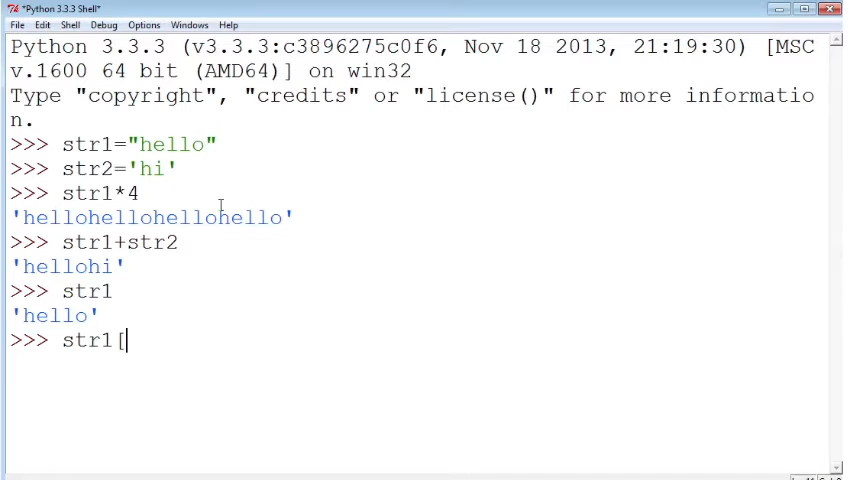 *Python 3.3.3 Shell*
File Edit Shell Debug Options Windows Help
Python 3.3.3 (v3.3.3:c3896275c0f6, Nov 18 2013, 21:19:30) [MSC
v.1600 64 bit (AMD64)] on win32
Type "copyright", "credits" or "license()" for more informatio
n.
>>> str1="hello"
>>> str2='hi'
>>> str1*4
'hellohellohellohello'
>>> str1+str2
'hellohi'
>>> str1
'hello'
>>> str1[